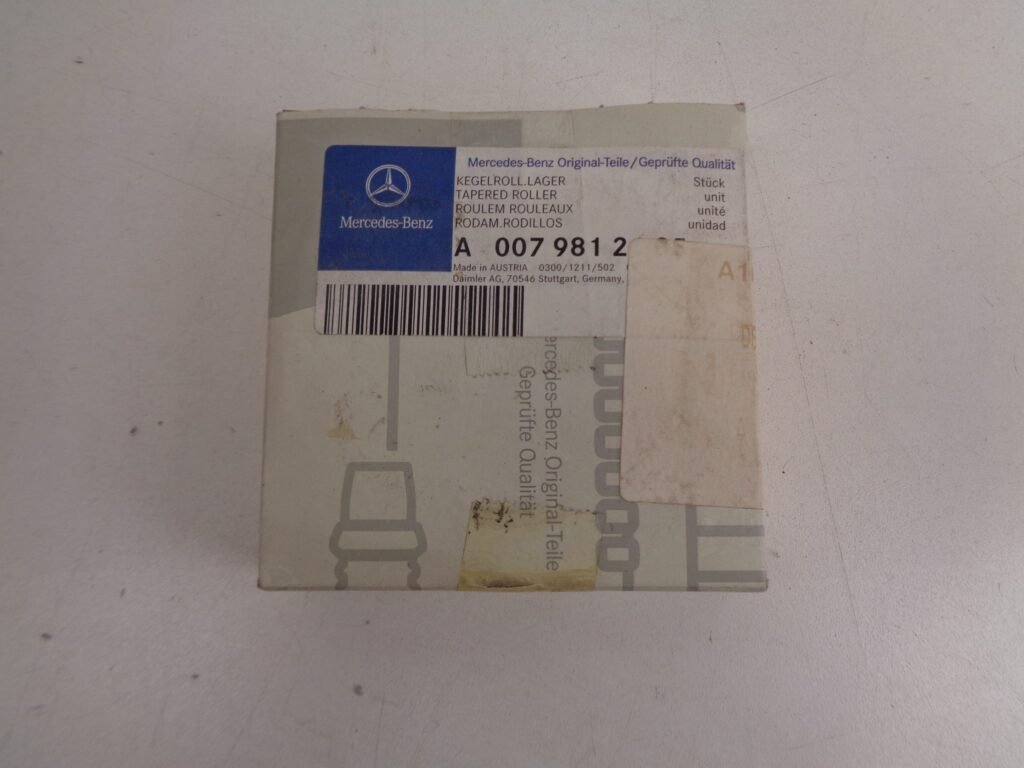 Mercedes-Benz Original-Teile/Geprüfte Qualität
KEGELROLL.LAGER Stück
TAPERED ROLLER unit
ROULEM ROULEAUX unité
RODAM.RODILLOS unidad
Mercedes-Benz
A 007 981 2
Made in AUSTRIA 0300/1211/502
Daimler AG, 70546 Stuttgart, Germany,
A1
Mercedes-Benz Original-Teile
Geprüfte Qualität